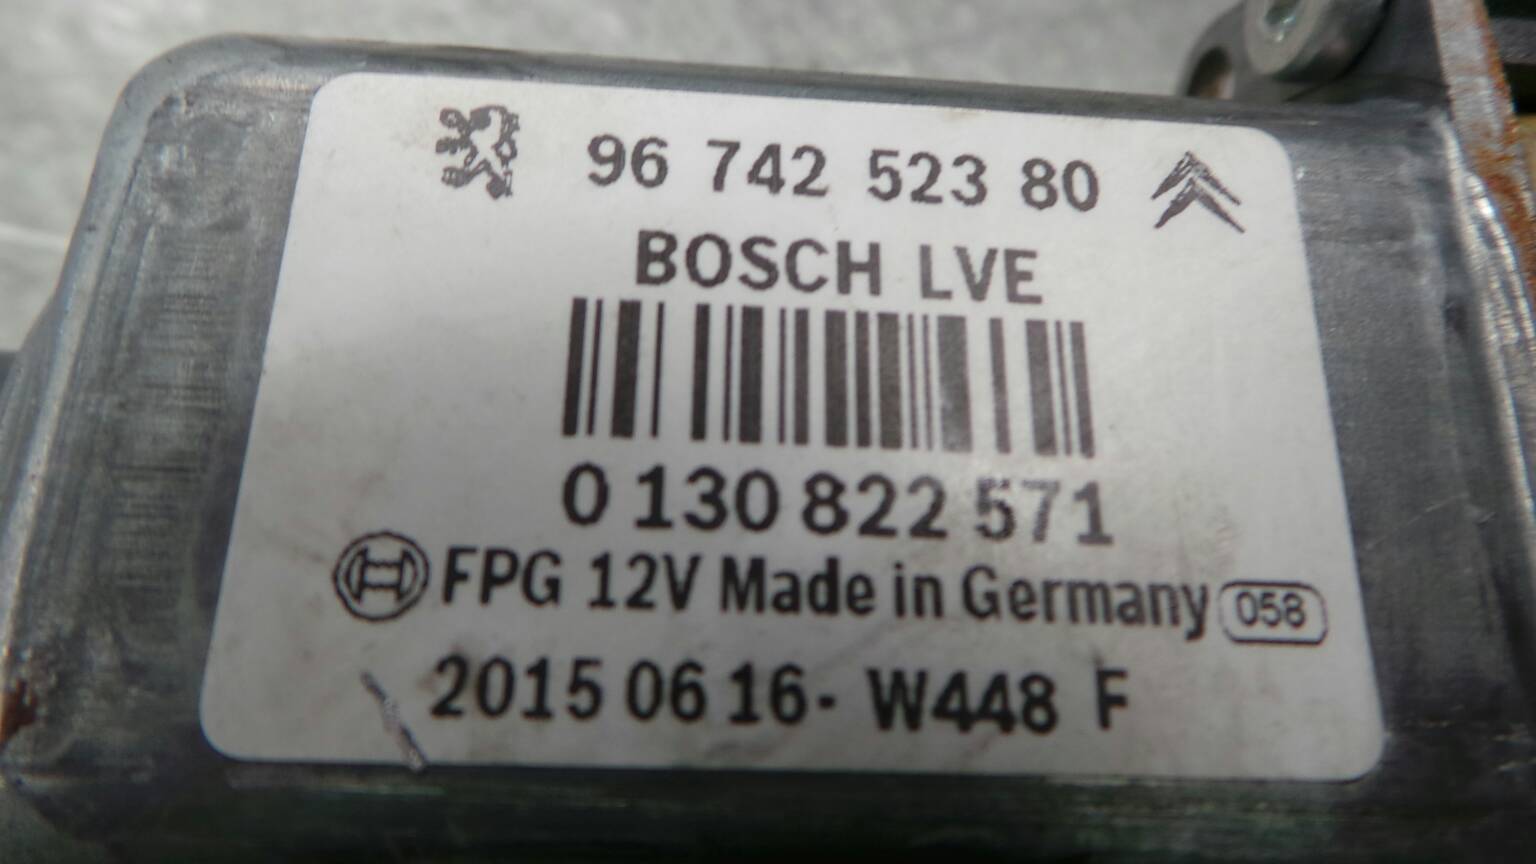 96 742 523 80
BOSCH LVE
0 130 822 571
FPG 12V Made in Germany 058
2015 06 16- W448 F